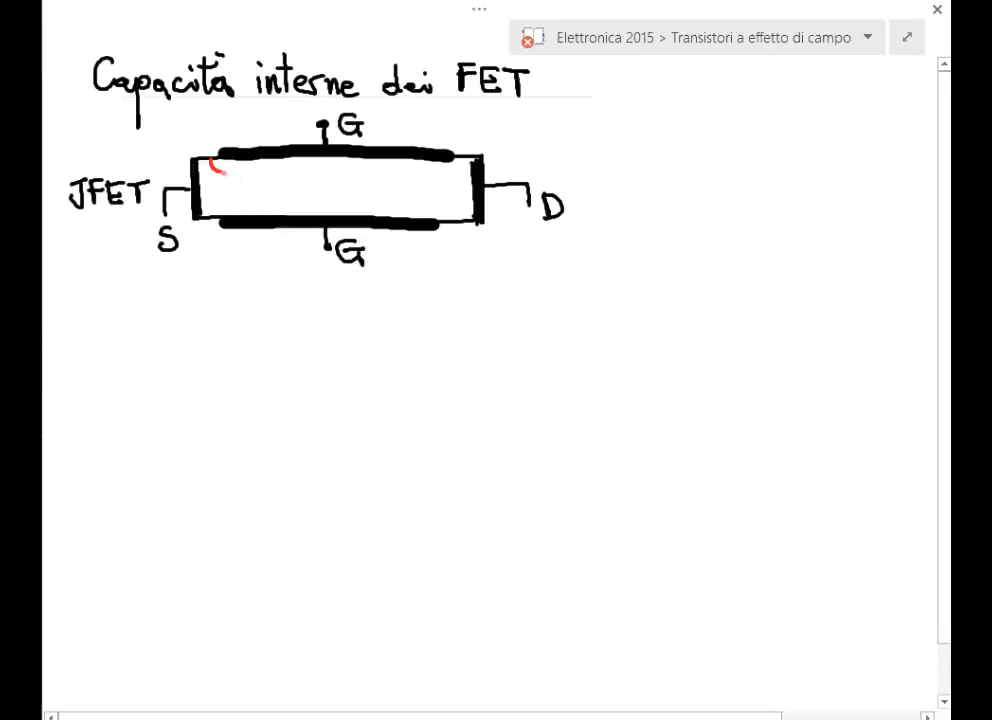 Elettronica 2015 > Transistori a effetto di campo
Capacità interne dei FET
G
JFET
S
D
G